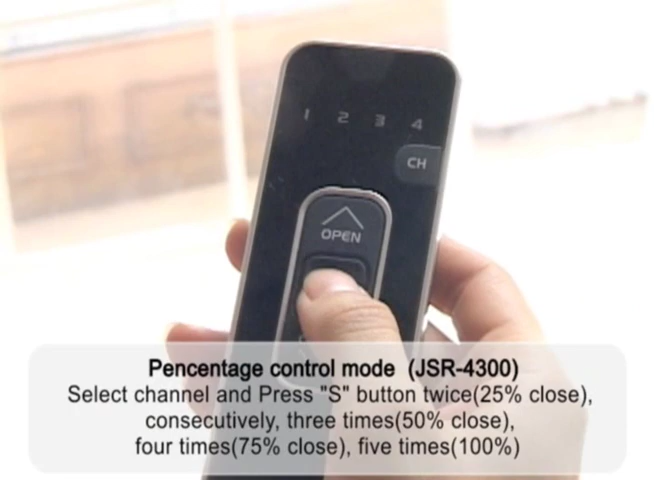 1 2 3 4
CH
OPEN
Pencentage control mode (JSR-4300)
Select channel and Press "S" button twice(25% close),
consecutively, three times(50% close),
four times(75% close), five times(100%)